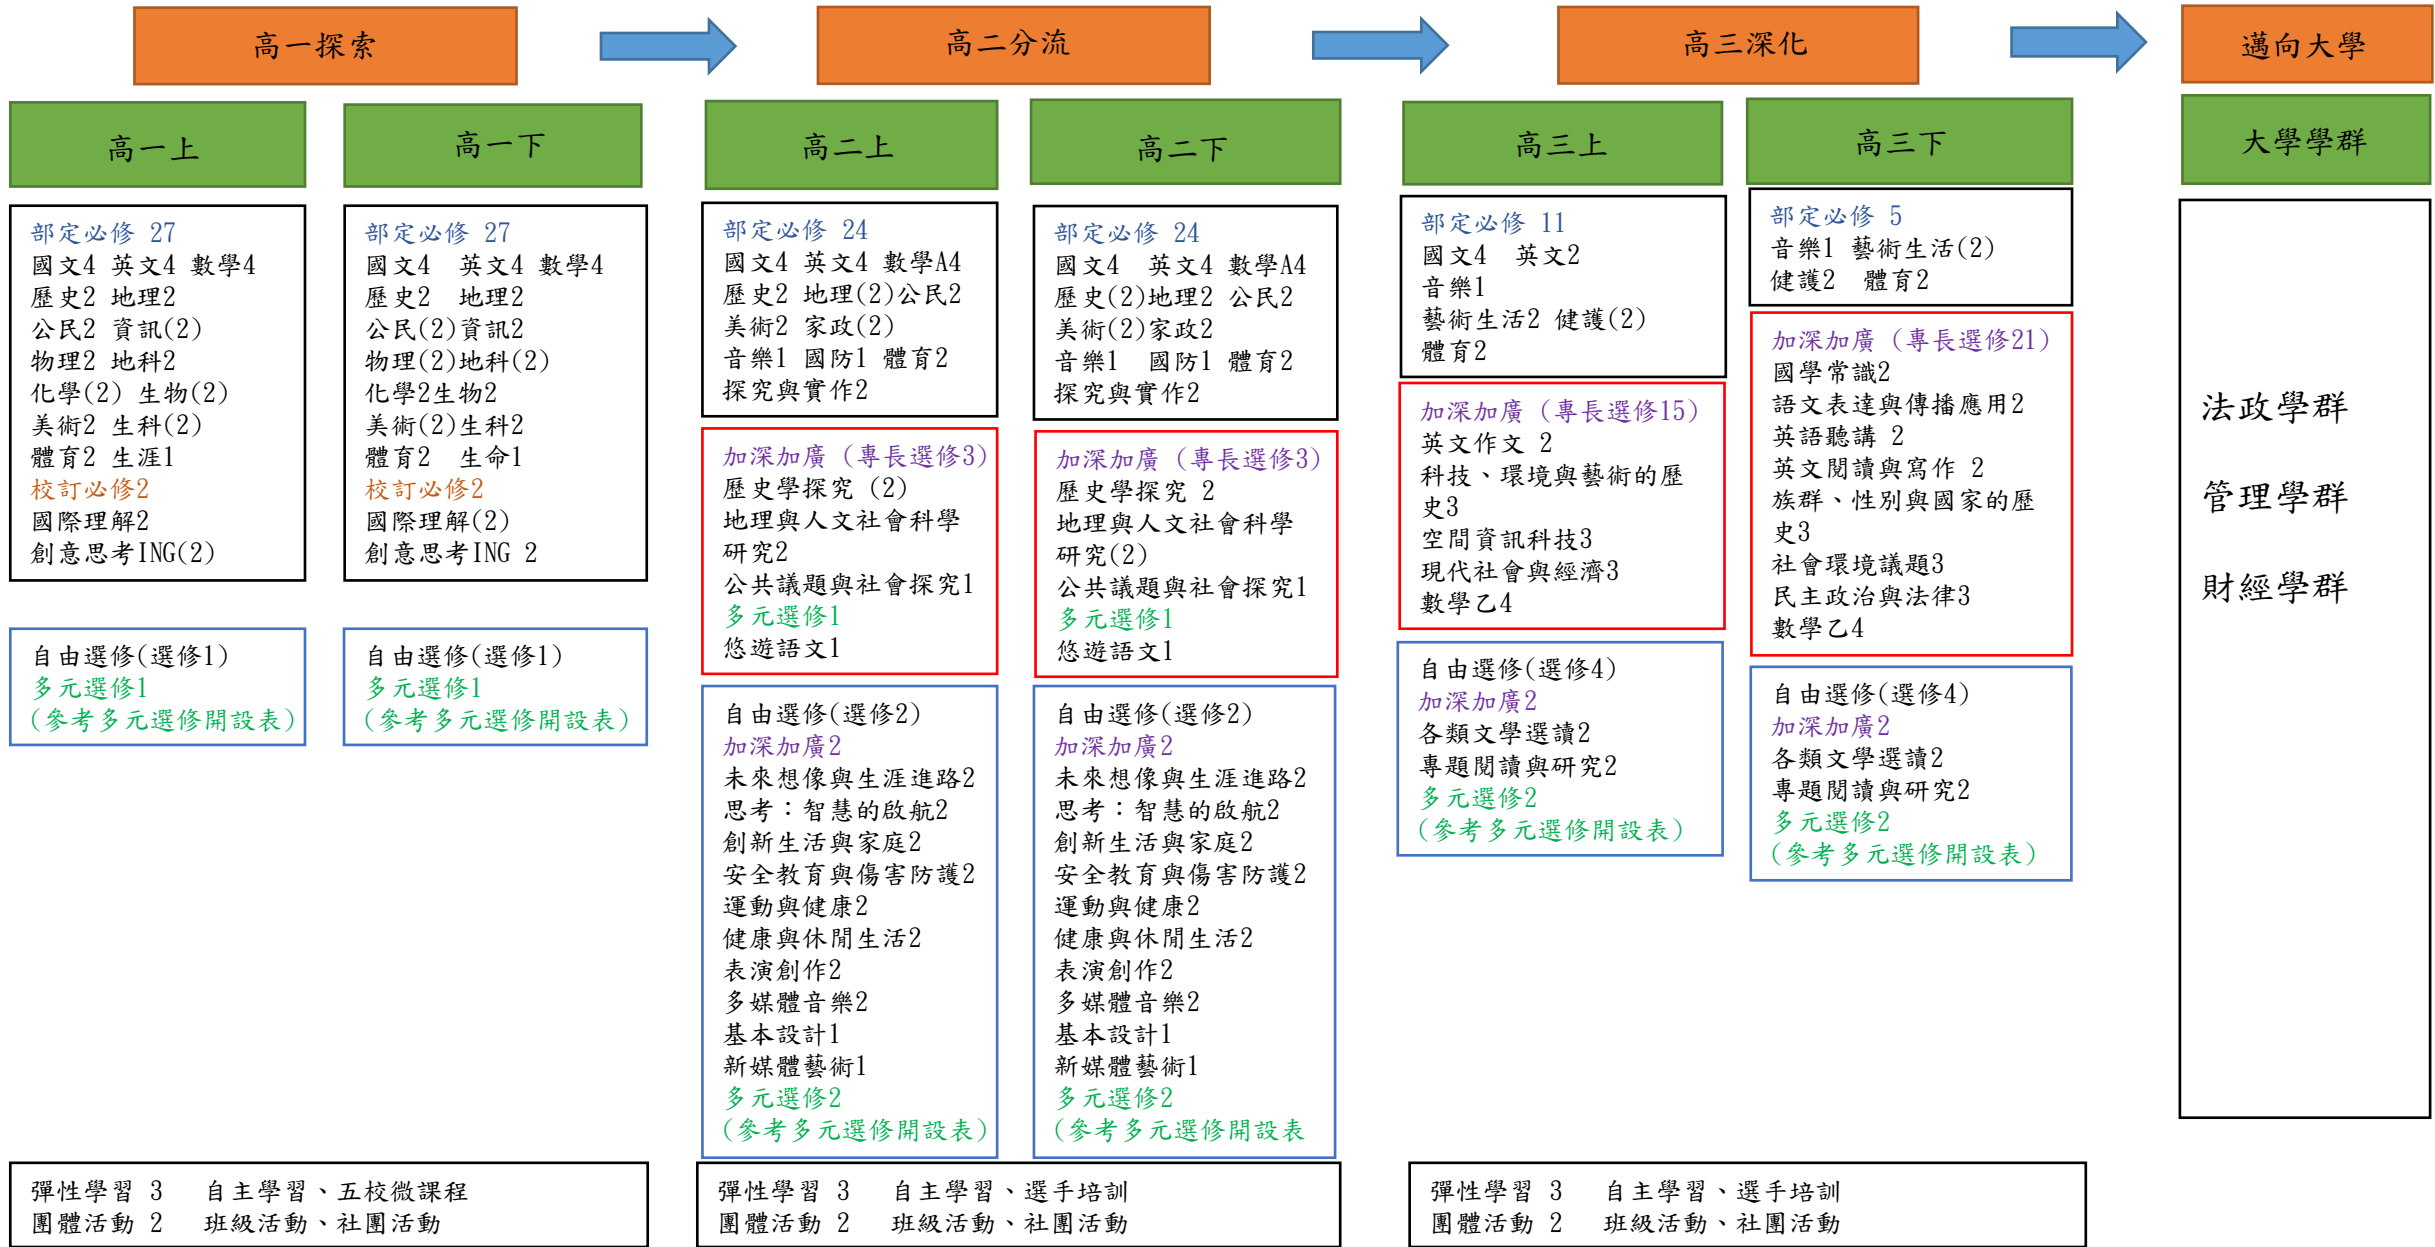 高一探索
高二分流
高三深化
邁向大學
高一上
高一下
高二上
高二下
高三上
高三下
大學學群
部定必修 27
國文4 英文4 數學4
歷史2 地理2
公民2 資訊(2)
物理2 地科2
化學(2) 生物(2)
美術2 生科(2)
體育2 生涯1
校訂必修2
國際理解2
創意思考ING(2)
自由選修(選修1)
多元選修1
(參考多元選修開設表)
部定必修 27
國文4 英文4 數學4
歷史2 地理2
公民(2)資訊2
物理(2)地科(2)
化學2生物2
美術(2)生科2
體育2 生命1
校訂必修2
國際理解(2)
創意思考ING 2
自由選修(選修1)
多元選修1
(參考多元選修開設表)
彈性學習 3 自主學習、五校微課程
團體活動 2 班級活動、社團活動
部定必修 24
國文4 英文4 數學A4
歷史2 地理(2)公民2
美術2 家政(2)
音樂1 國防1 體育2
探究與實作2
加深加廣 (專長選修3)
歷史學探究 (2)
地理與人文社會科學
研究2
公共議題與社會探究1
多元選修1
悠遊語文1
自由選修(選修2)
加深加廣2
未來想像與生涯進路2
思考：智慧的啟航2
創新生活與家庭2
安全教育與傷害防護2
運動與健康2
健康與休閒生活2
表演創作2
多媒體音樂2
基本設計1
新媒體藝術1
多元選修2
(參考多元選修開設表)
部定必修 24
國文4 英文4 數學A4
歷史(2)地理2 公民2
美術(2)家政2
音樂1 國防1 體育2
探究與實作2
加深加廣 (專長選修3)
歷史學探究 2
地理與人文社會科學
研究(2)
公共議題與社會探究1
多元選修1
悠遊語文1
自由選修(選修2)
加深加廣2
未來想像與生涯進路2
思考：智慧的啟航2
創新生活與家庭2
安全教育與傷害防護2
運動與健康2
健康與休閒生活2
表演創作2
多媒體音樂2
基本設計1
新媒體藝術1
多元選修2
(參考多元選修開設表
彈性學習 3 自主學習、選手培訓
團體活動 2 班級活動、社團活動
部定必修 11
國文4 英文2
音樂1
藝術生活2 健護(2)
體育2
加深加廣 (專長選修15)
英文作文 2
科技、環境與藝術的歷
史3
空間資訊科技3
現代社會與經濟3
數學乙4
自由選修(選修4)
加深加廣2
各類文學選讀2
專題閱讀與研究2
多元選修2
(參考多元選修開設表)
部定必修 5
音樂1 藝術生活(2)
健護2 體育2
加深加廣 (專長選修21)
國學常識2
語文表達與傳播應用2
英語聽講 2
英文閱讀與寫作 2
族群、性別與國家的歷
史3
社會環境議題3
民主政治與法律3
數學乙4
自由選修(選修4)
加深加廣2
各類文學選讀2
專題閱讀與研究2
多元選修2
(參考多元選修開設表)
彈性學習 3 自主學習、選手培訓
團體活動 2 班級活動、社團活動
法政學群
管理學群
財經學群